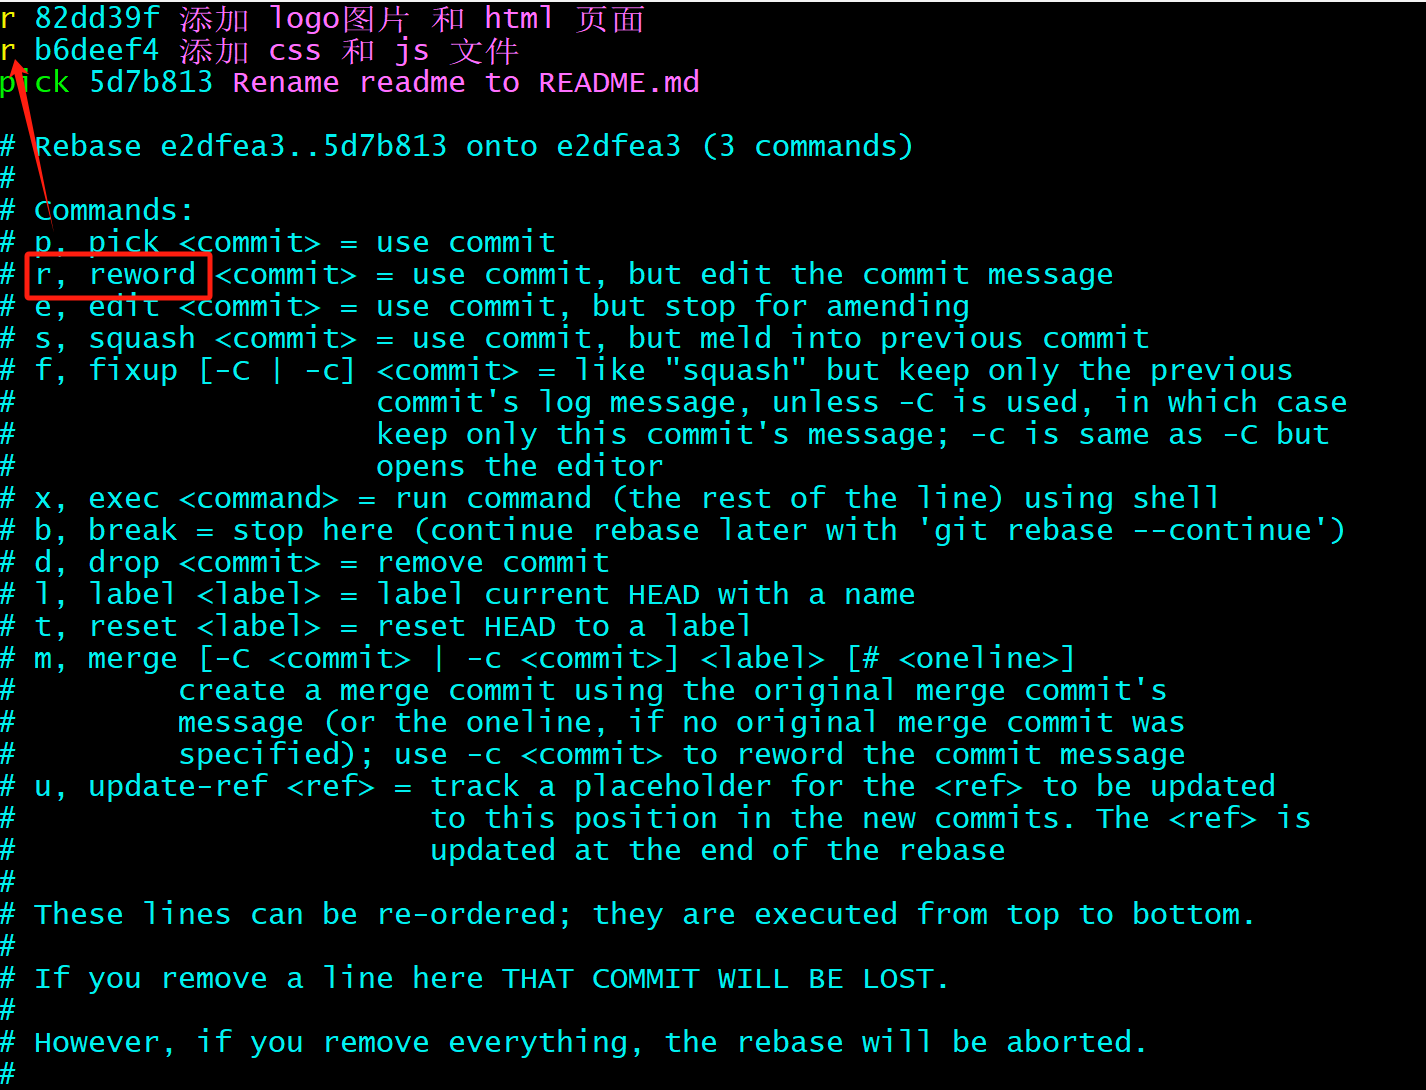 r 82dd39f 添加 logo图片 和 html 页面
r b6deef4 添加 css 和 js 文件
pick 5d7b813 Rename readme to README.md
# Rebase e2dfea3..5d7b813 onto e2dfea3 (3 commands)
#
# Commands:
# p, pick <commit> = use commit
# r, reword <commit> = use commit, but edit the commit message
# e, edit <commit> = use commit, but stop for amending
# s, squash <commit> = use commit, but meld into previous commit
# f, fixup [-C | -c] <commit> = like "squash" but keep only the previous
#                    commit's log message, unless -C is used, in which case
#                    keep only this commit's message; -c is same as -C but
#                    opens the editor
# x, exec <command> = run command (the rest of the line) using shell
# b, break = stop here (continue rebase later with 'git rebase --continue')
# d, drop <commit> = remove commit
# l, label <label> = label current HEAD with a name
# t, reset <label> = reset HEAD to a label
# m, merge [-C <commit> | -c <commit>] <label> [# <oneline>]
#         create a merge commit using the original merge commit's
#         message (or the oneline, if no original merge commit was
#         specified); use -c <commit> to reword the commit message
# u, update-ref <ref> = track a placeholder for the <ref> to be updated
#                       to this position in the new commits. The <ref> is
#                       updated at the end of the rebase
#
# These lines can be re-ordered; they are executed from top to bottom.
#
# If you remove a line here THAT COMMIT WILL BE LOST.
#
# However, if you remove everything, the rebase will be aborted.
#